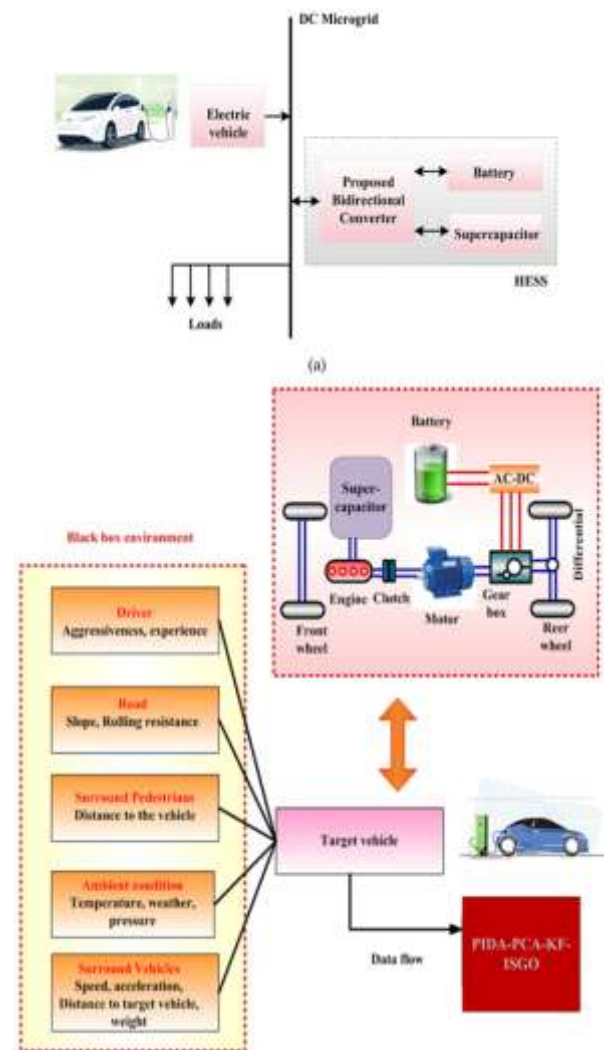 DC Microgrid
Electric
vehicle
Proposed
Bidirectional
Converter
Battery
Supercapacitor
HESS
Loads
(a)
Battery
Super-
capacitor
AC-DC
Differential
Engine
Clutch
Motor
Gear
box
Front
wheel
Reer
wheel
Black box environment
Driver
Aggressiveness, experience
Road
Slope, Rolling resistance
Surround Pedestrians
Distance to the vehicle
Ambient condition
Temperature, weather,
pressure
Surround Vehicles
Speed, acceleration,
Distance to target vehicle,
weight
Target vehicle
Data flow
PIDA-PCA-KF-
ISGO